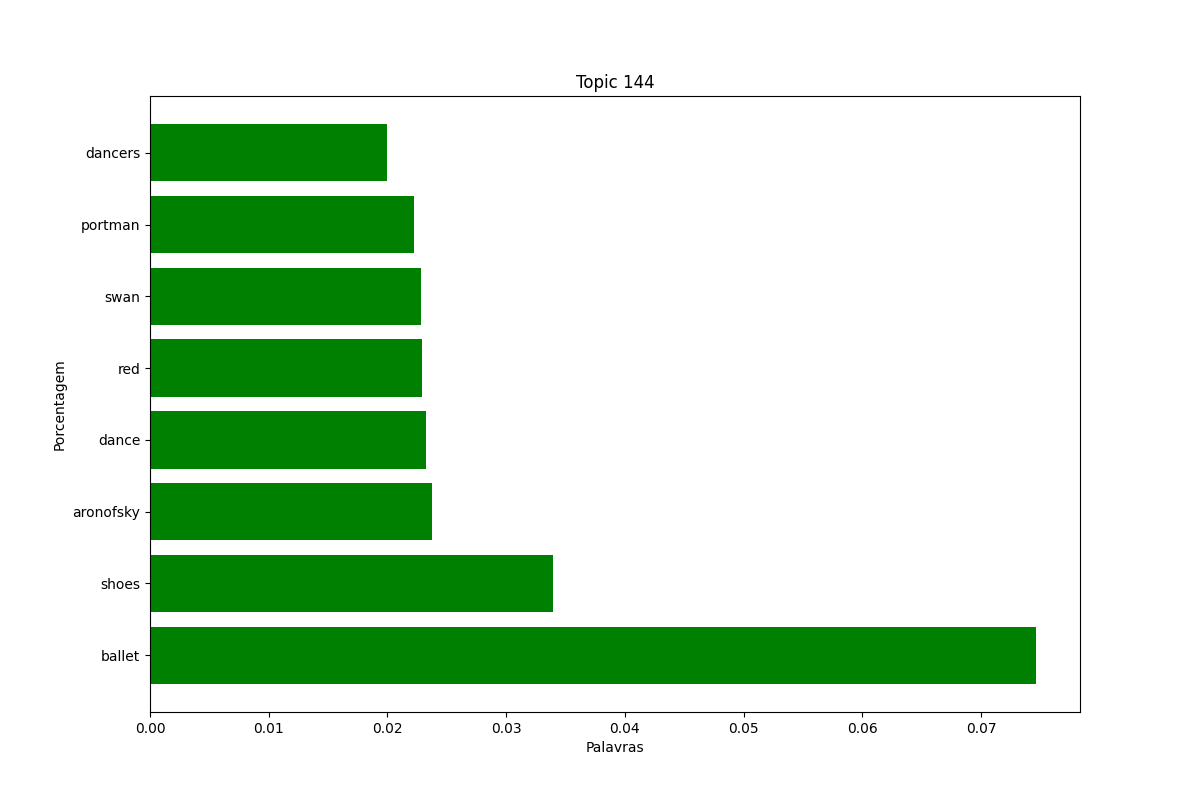 Topic 144
dancers
portman
swan
red
dance
aronofsky
shoes
ballet
Porcentagem
0.00 0.01 0.02 0.03 0.04 0.05 0.06 0.07
Palavras